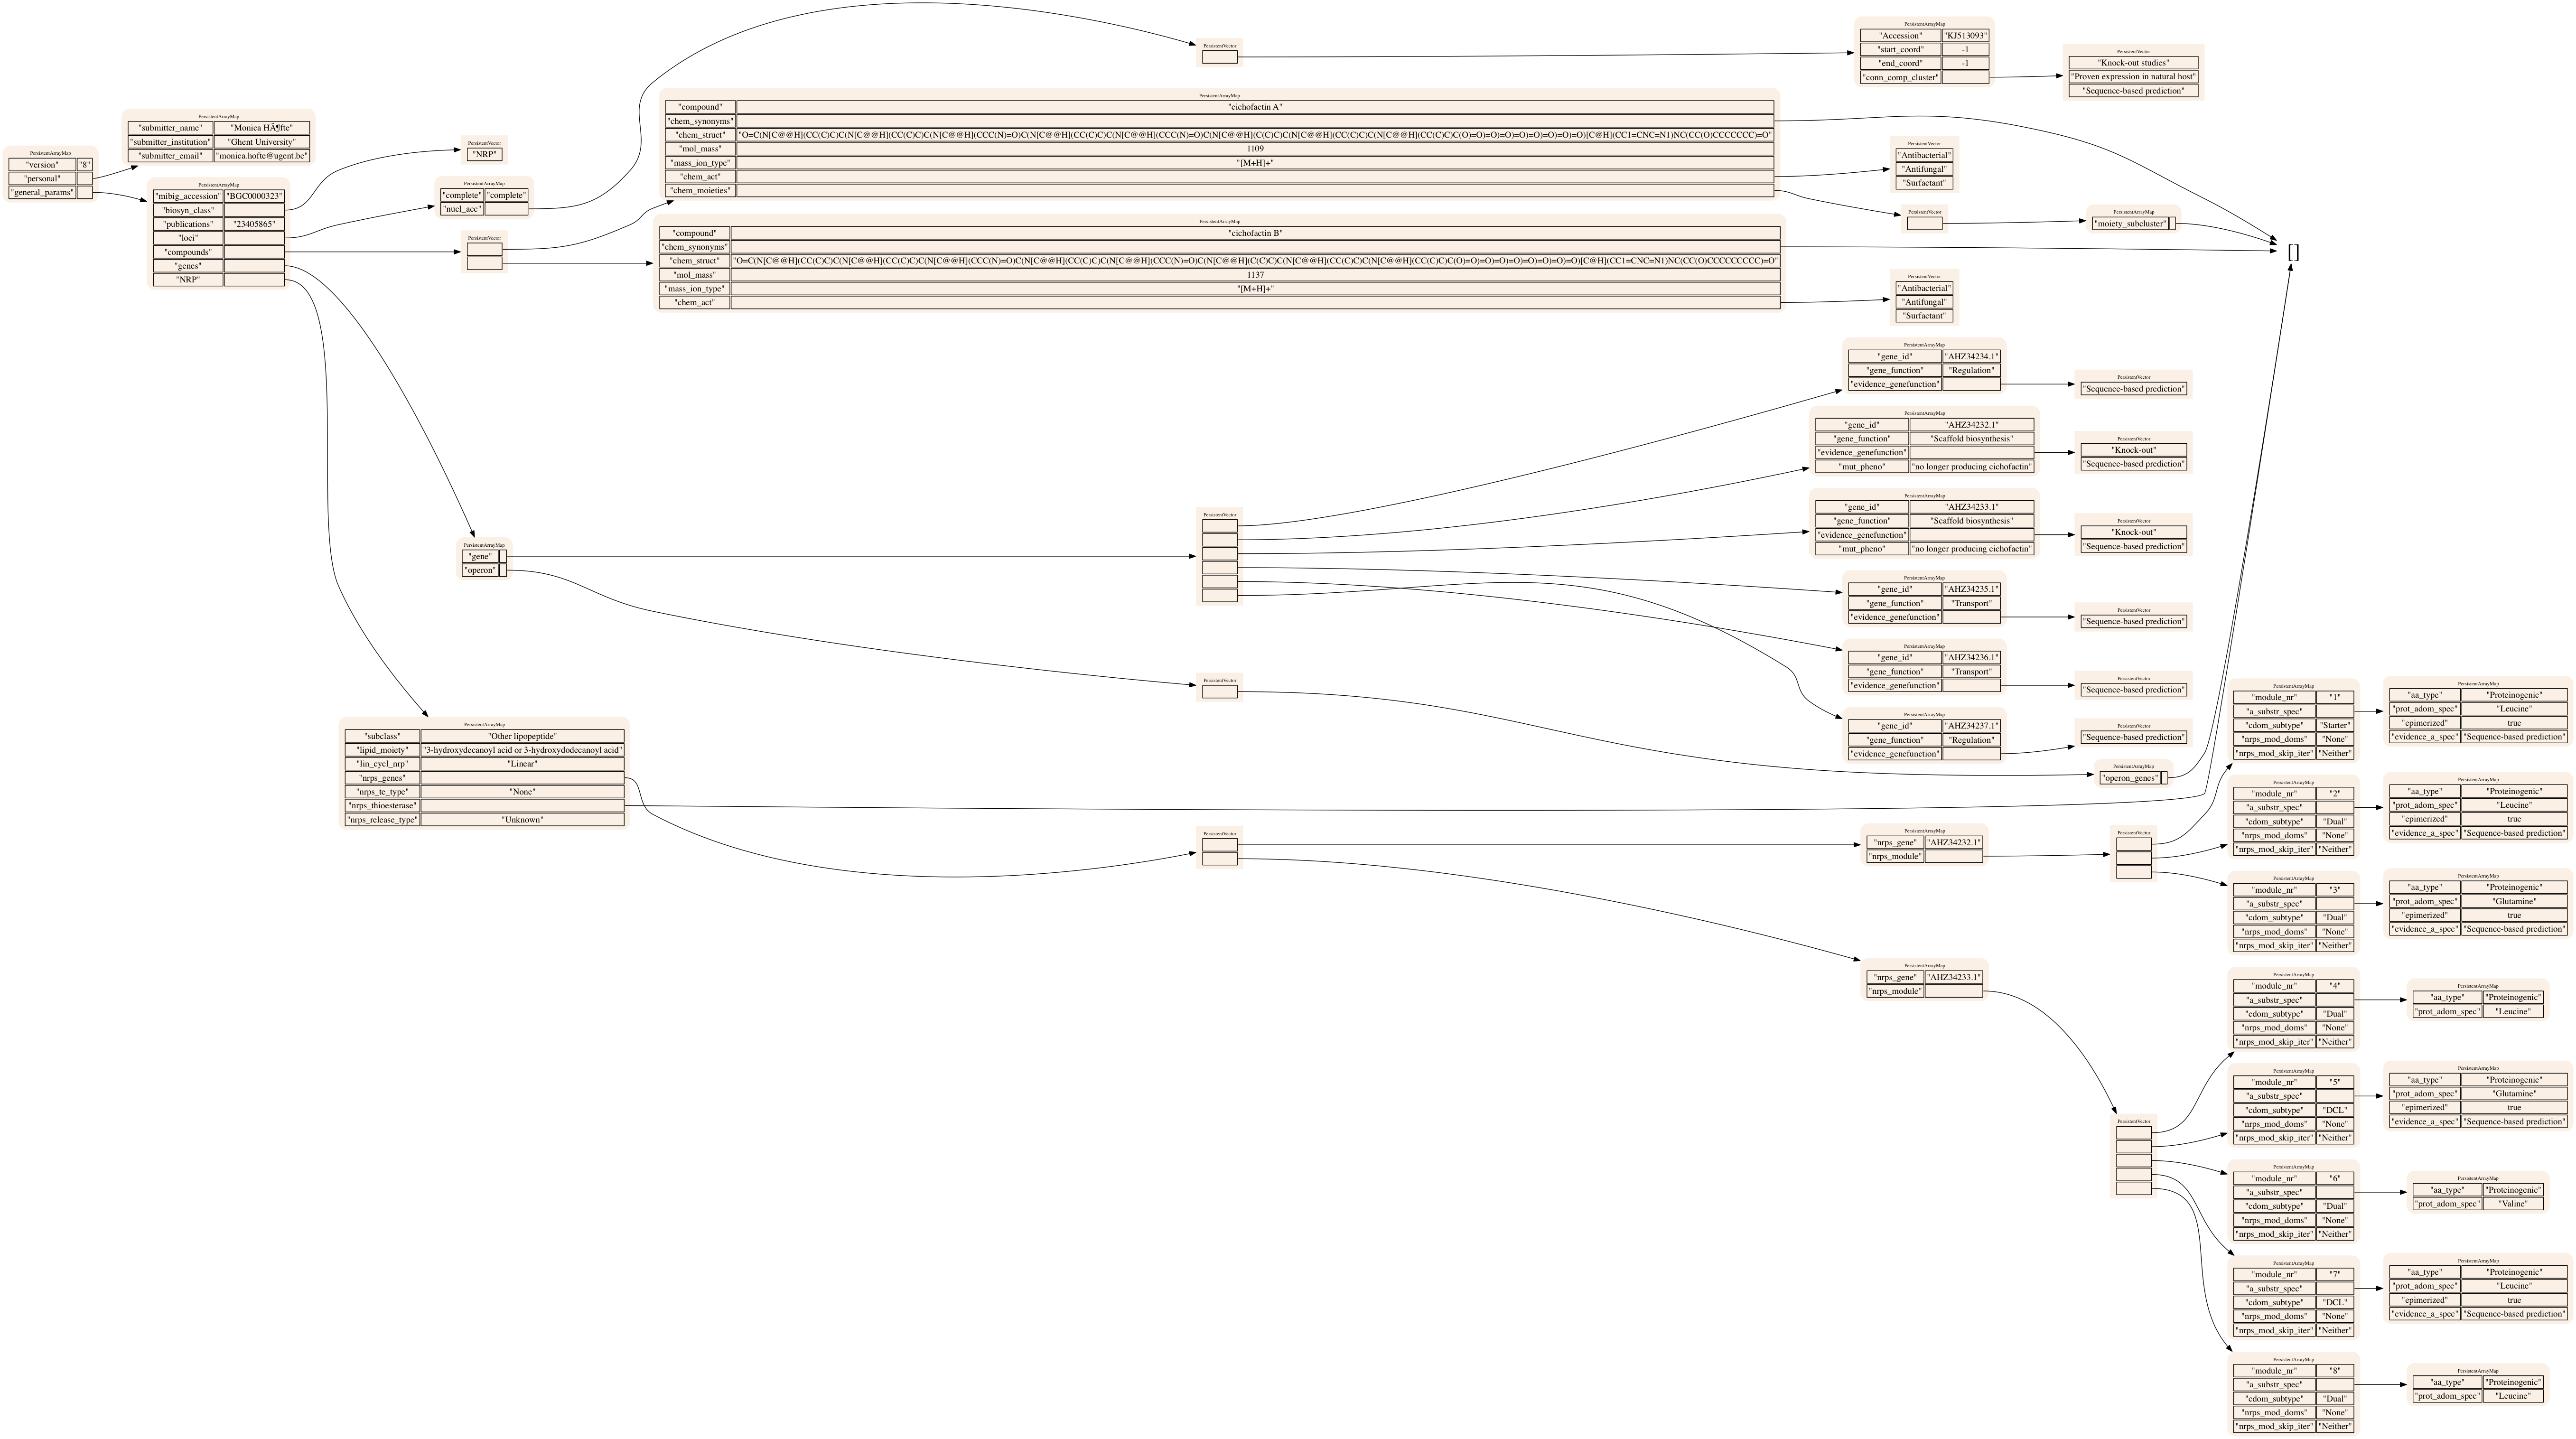 PersistentArrayMap
"version" "8"
"personal"
"general_params"
PersistentArrayMap
"submitter_name" "Monica HÃ¶fte"
"submitter_institution" "Ghent University"
"submitter_email" "monica.hofte@ugent.be"
PersistentArrayMap
"mibig_accession" "BGC0000323"
"biosyn_class"
"publications" "23405865"
"loci"
"compounds"
"genes"
"NRP"
PersistentVector
"NRP"
PersistentArrayMap
"complete" "complete"
"nucl_acc"
PersistentVector
PersistentVector
PersistentArrayMap
"Accession" "KJ513093"
"start_coord" -1
"end_coord" -1
"conn_comp_cluster"
PersistentVector
"Knock-out studies"
"Proven expression in natural host"
"Sequence-based prediction"
PersistentArrayMap
"compound" "cichofactin A"
"chem_synonyms"
"chem_struct" "O=C(N[C@@H](CC(C)C)C(N[C@@H](CC(C)C)C(N[C@@H](CCC(N)=O)C(N[C@@H](CC(C)C)C(N[C@@H](CCC(N)=O)C(N[C@@H](C(C)C)C(N[C@@H](CC(C)C)C(N[C@@H](CC(C)C)C(O)=O)=O)=O)=O)=O)=O)=O)=O)[C@H](CC1=CNC=N1)NC(CC(O)CCCCCCC)=O"
"mol_mass" 1109
"mass_ion_type" "[M+H]+"
"chem_act"
"chem_moieties"
PersistentVector
"Antibacterial"
"Antifungal"
"Surfactant"
PersistentVector
PersistentArrayMap
"moiety_subcluster"
[]
PersistentArrayMap
"compound" "cichofactin B"
"chem_synonyms"
"chem_struct" "O=C(N[C@@H](CC(C)C)C(N[C@@H](CC(C)C)C(N[C@@H](CCC(N)=O)C(N[C@@H](CC(C)C)C(N[C@@H](CCC(N)=O)C(N[C@@H](C(C)C)C(N[C@@H](CC(C)C)C(N[C@@H](CC(C)C)C(O)=O)=O)=O)=O)=O)=O)=O)=O)[C@H](CC1=CNC=N1)NC(CC(O)CCCCCCCCC)=O"
"mol_mass" 1137
"mass_ion_type" "[M+H]+"
"chem_act"
PersistentVector
"Antibacterial"
"Antifungal"
"Surfactant"
PersistentArrayMap
"gene"
"operon"
PersistentVector
PersistentArrayMap
"gene_id" "AHZ34234.1"
"gene_function" "Regulation"
"evidence_genefunction"
PersistentVector
"Sequence-based prediction"
PersistentArrayMap
"gene_id" "AHZ34232.1"
"gene_function" "Scaffold biosynthesis"
"evidence_genefunction"
"mut_pheno" "no longer producing cichofactin"
PersistentVector
"Knock-out"
"Sequence-based prediction"
PersistentArrayMap
"gene_id" "AHZ34233.1"
"gene_function" "Scaffold biosynthesis"
"evidence_genefunction"
"mut_pheno" "no longer producing cichofactin"
PersistentVector
"Knock-out"
"Sequence-based prediction"
PersistentArrayMap
"gene_id" "AHZ34235.1"
"gene_function" "Transport"
"evidence_genefunction"
PersistentVector
"Sequence-based prediction"
PersistentArrayMap
"gene_id" "AHZ34236.1"
"gene_function" "Transport"
"evidence_genefunction"
PersistentVector
"Sequence-based prediction"
PersistentArrayMap
"gene_id" "AHZ34237.1"
"gene_function" "Regulation"
"evidence_genefunction"
PersistentVector
"Sequence-based prediction"
PersistentVector
PersistentArrayMap
"operon_genes"
PersistentArrayMap
"subclass" "Other lipopeptide"
"lipid_moiety" "3-hydroxydecanoyl acid or 3-hydroxydodecanoyl acid"
"lin_cycl_nrp" "Linear"
"nrps_genes"
"nrps_te_type" "None"
"nrps_thioesterase"
"nrps_release_type" "Unknown"
PersistentVector
PersistentArrayMap
"nrps_gene" "AHZ34232.1"
"nrps_module"
PersistentVector
PersistentArrayMap
"module_nr" "1"
"a_substr_spec"
"cdom_subtype" "Starter"
"nrps_mod_doms" "None"
"nrps_mod_skip_iter" "Neither"
PersistentArrayMap
"aa_type" "Proteinogenic"
"prot_adom_spec" "Leucine"
"epimerized" true
"evidence_a_spec" "Sequence-based prediction"
PersistentArrayMap
"module_nr" "2"
"a_substr_spec"
"cdom_subtype" "Dual"
"nrps_mod_doms" "None"
"nrps_mod_skip_iter" "Neither"
PersistentArrayMap
"aa_type" "Proteinogenic"
"prot_adom_spec" "Leucine"
"epimerized" true
"evidence_a_spec" "Sequence-based prediction"
PersistentArrayMap
"module_nr" "3"
"a_substr_spec"
"cdom_subtype" "Dual"
"nrps_mod_doms" "None"
"nrps_mod_skip_iter" "Neither"
PersistentArrayMap
"aa_type" "Proteinogenic"
"prot_adom_spec" "Glutamine"
"epimerized" true
"evidence_a_spec" "Sequence-based prediction"
PersistentArrayMap
"nrps_gene" "AHZ34233.1"
"nrps_module"
PersistentVector
PersistentArrayMap
"module_nr" "4"
"a_substr_spec"
"cdom_subtype" "Dual"
"nrps_mod_doms" "None"
"nrps_mod_skip_iter" "Neither"
PersistentArrayMap
"aa_type" "Proteinogenic"
"prot_adom_spec" "Leucine"
PersistentArrayMap
"module_nr" "5"
"a_substr_spec"
"cdom_subtype" "DCL"
"nrps_mod_doms" "None"
"nrps_mod_skip_iter" "Neither"
PersistentArrayMap
"aa_type" "Proteinogenic"
"prot_adom_spec" "Glutamine"
"epimerized" true
"evidence_a_spec" "Sequence-based prediction"
PersistentArrayMap
"module_nr" "6"
"a_substr_spec"
"cdom_subtype" "Dual"
"nrps_mod_doms" "None"
"nrps_mod_skip_iter" "Neither"
PersistentArrayMap
"aa_type" "Proteinogenic"
"prot_adom_spec" "Valine"
PersistentArrayMap
"module_nr" "7"
"a_substr_spec"
"cdom_subtype" "DCL"
"nrps_mod_doms" "None"
"nrps_mod_skip_iter" "Neither"
PersistentArrayMap
"aa_type" "Proteinogenic"
"prot_adom_spec" "Leucine"
"epimerized" true
"evidence_a_spec" "Sequence-based prediction"
PersistentArrayMap
"module_nr" "8"
"a_substr_spec"
"cdom_subtype" "Dual"
"nrps_mod_doms" "None"
"nrps_mod_skip_iter" "Neither"
PersistentArrayMap
"aa_type" "Proteinogenic"
"prot_adom_spec" "Leucine"